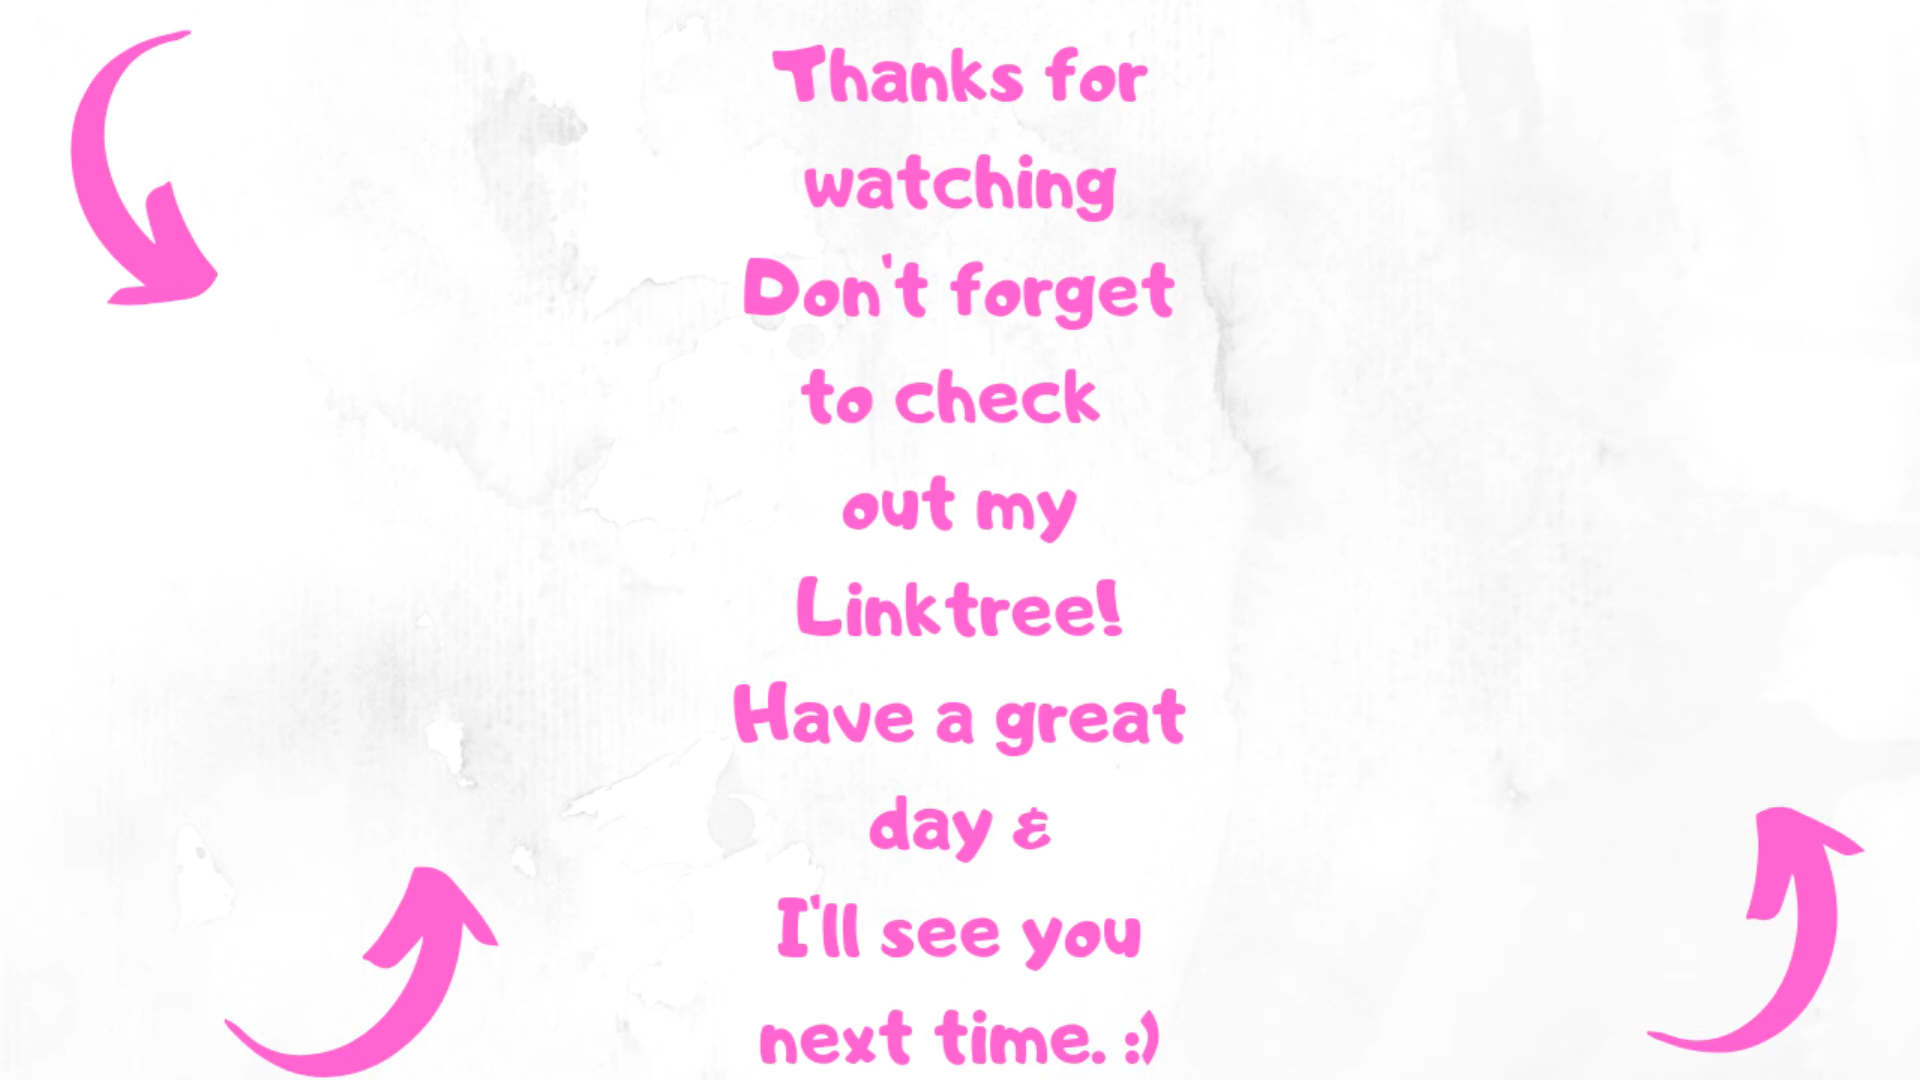 Thanks for
watching
Don't forget
to check
out my
Linktree!
Have a great
day &
I'll see you
next time. :)